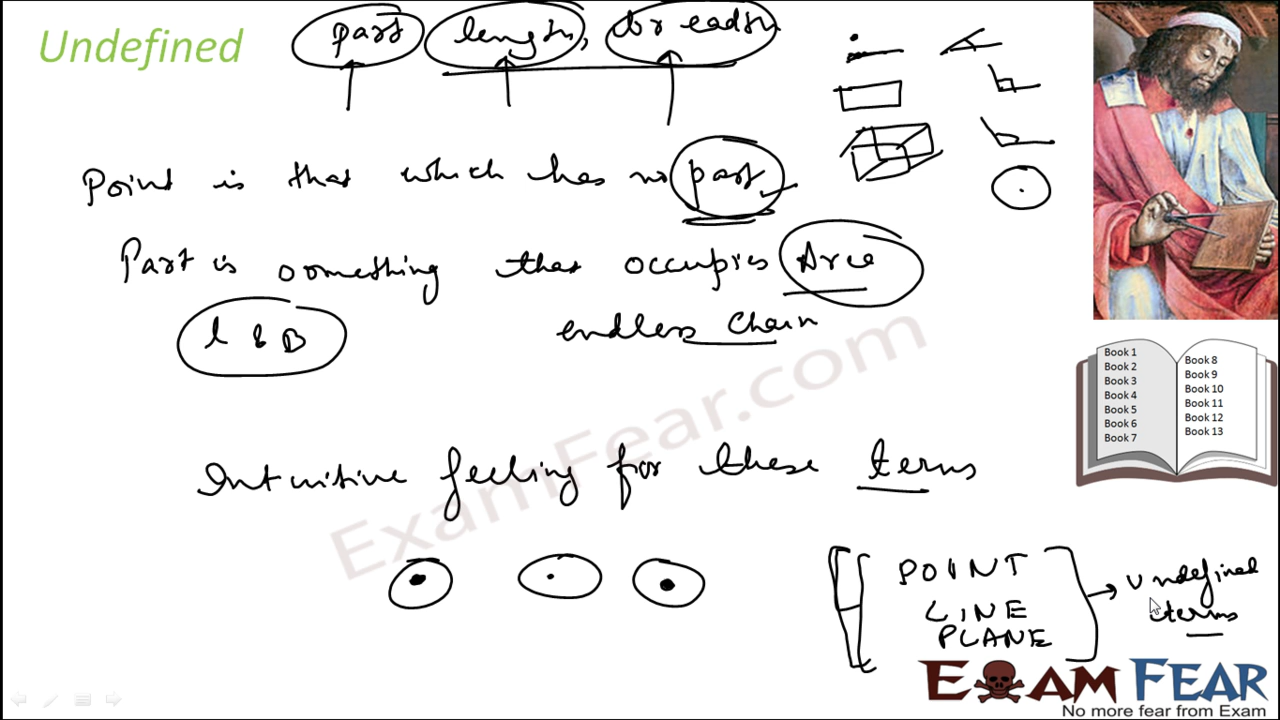 Undefined
part length, breadth
Point is that which has no part
Part is something that occupies Area
l & B
endless chain
Intuitive feeling for these terms
POINT
LINE
PLANE
Undefined
terms
Book 1
Book 2
Book 3
Book 4
Book 5
Book 6
Book 7
Book 8
Book 9
Book 10
Book 11
Book 12
Book 13
ExamFear.com
EXAM FEAR
No more fear from Exam